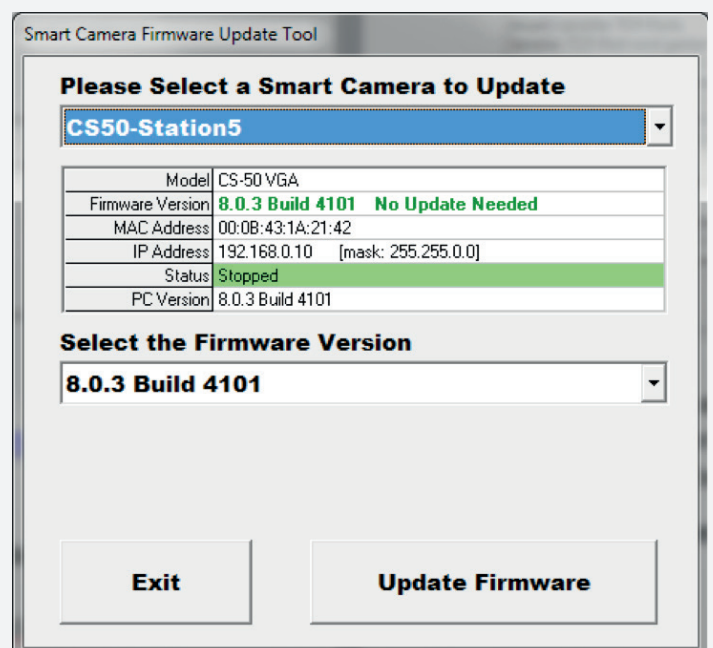 Smart Camera Firmware Update Tool
Please Select a Smart Camera to Update
CS50-Station5
Model CS-50 VGA
Firmware Version 8.0.3 Build 4101 No Update Needed
MAC Address 00:0B:43:1A:21:42
IP Address 192.168.0.10 [mask: 255.255.0.0]
Status Stopped
PC Version 8.0.3 Build 4101
Select the Firmware Version
8.0.3 Build 4101
Exit Update Firmware